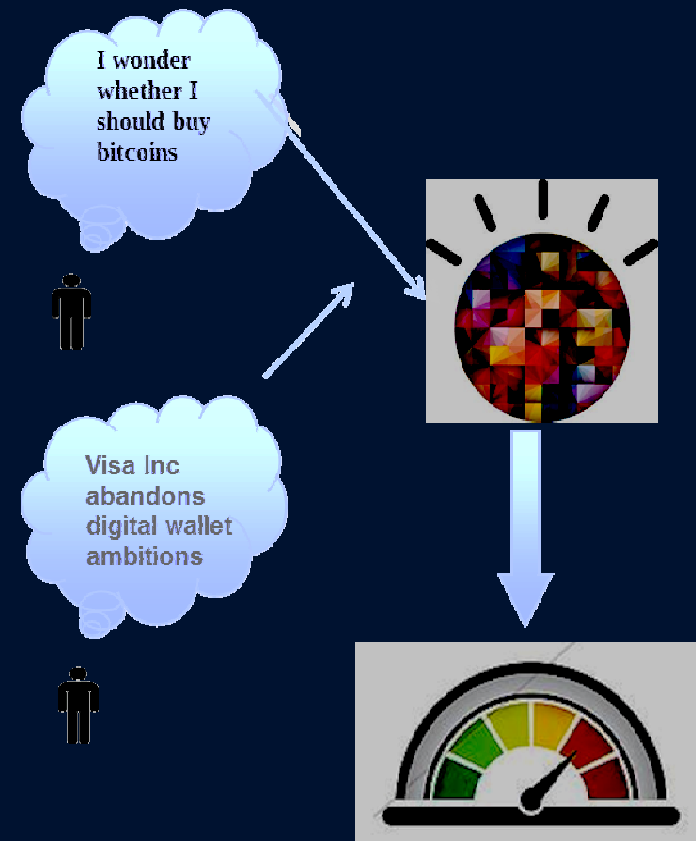 I wonder
whether I
should buy
bitcoins
Visa Inc
abandons
digital wallet
ambitions